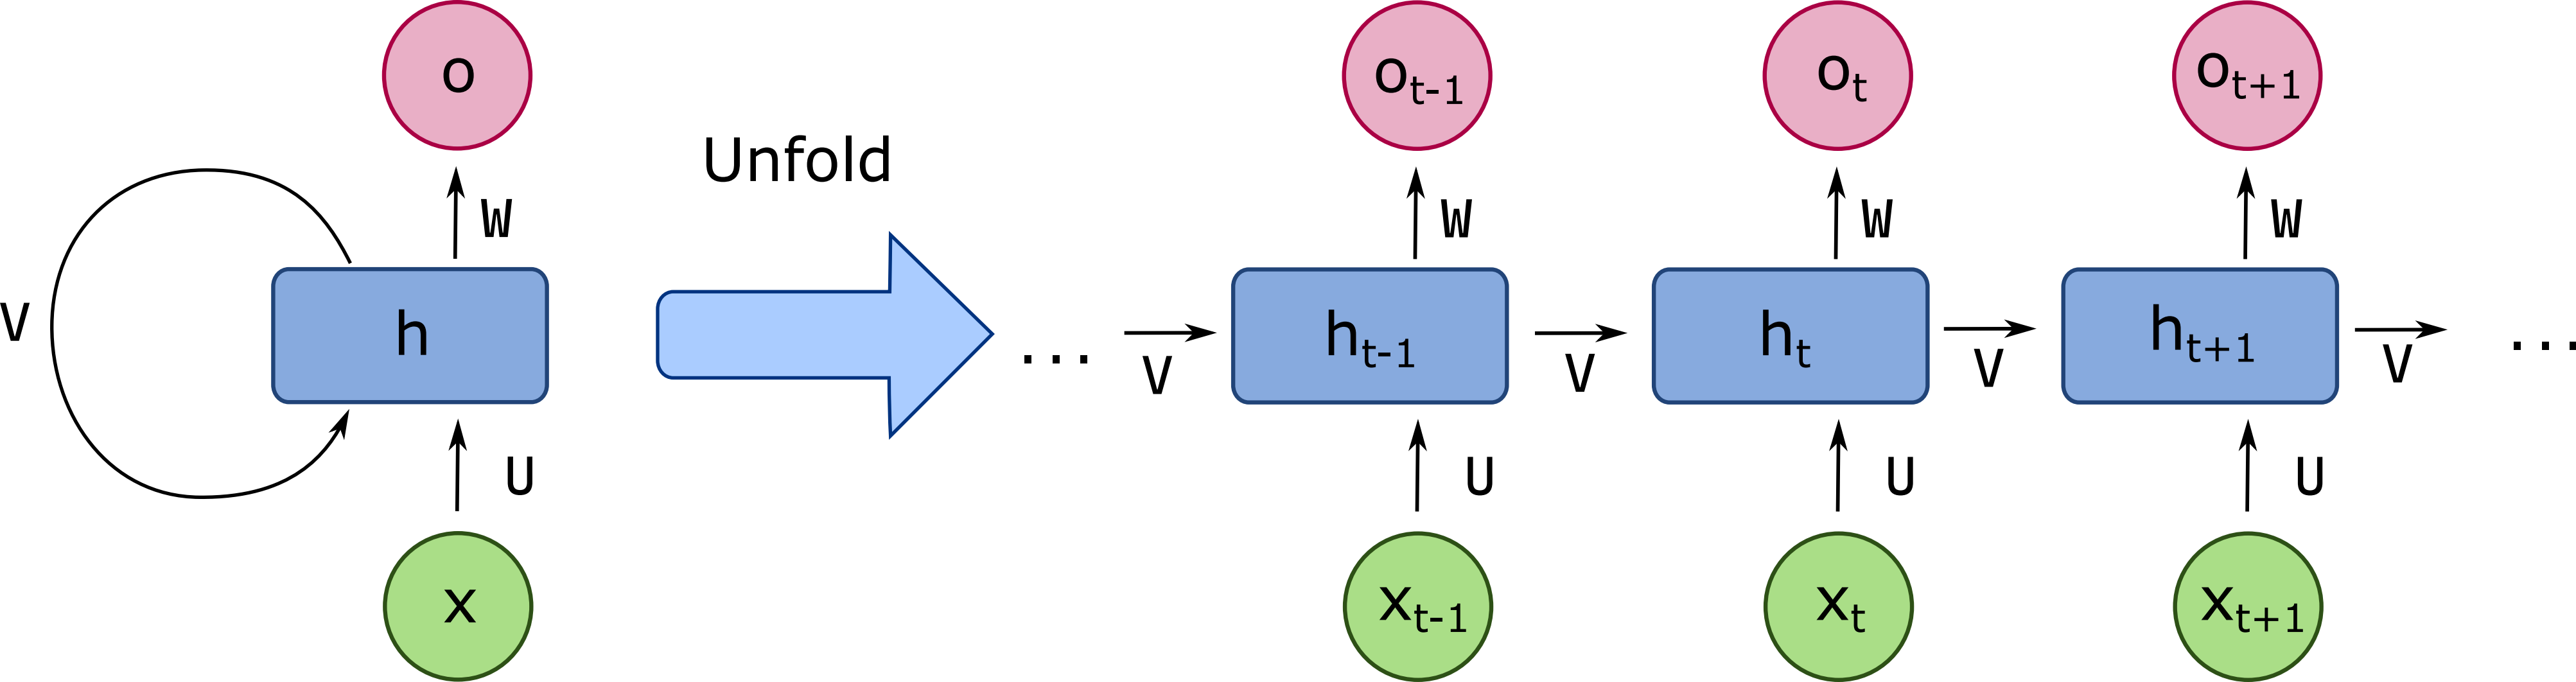 o
W
V
h
U
x
Unfold
...
V
o_{t-1}
W
h_{t-1}
U
x_{t-1}
V
o_t
W
h_t
U
x_t
V
o_{t+1}
W
h_{t+1}
U
x_{t+1}
V
...